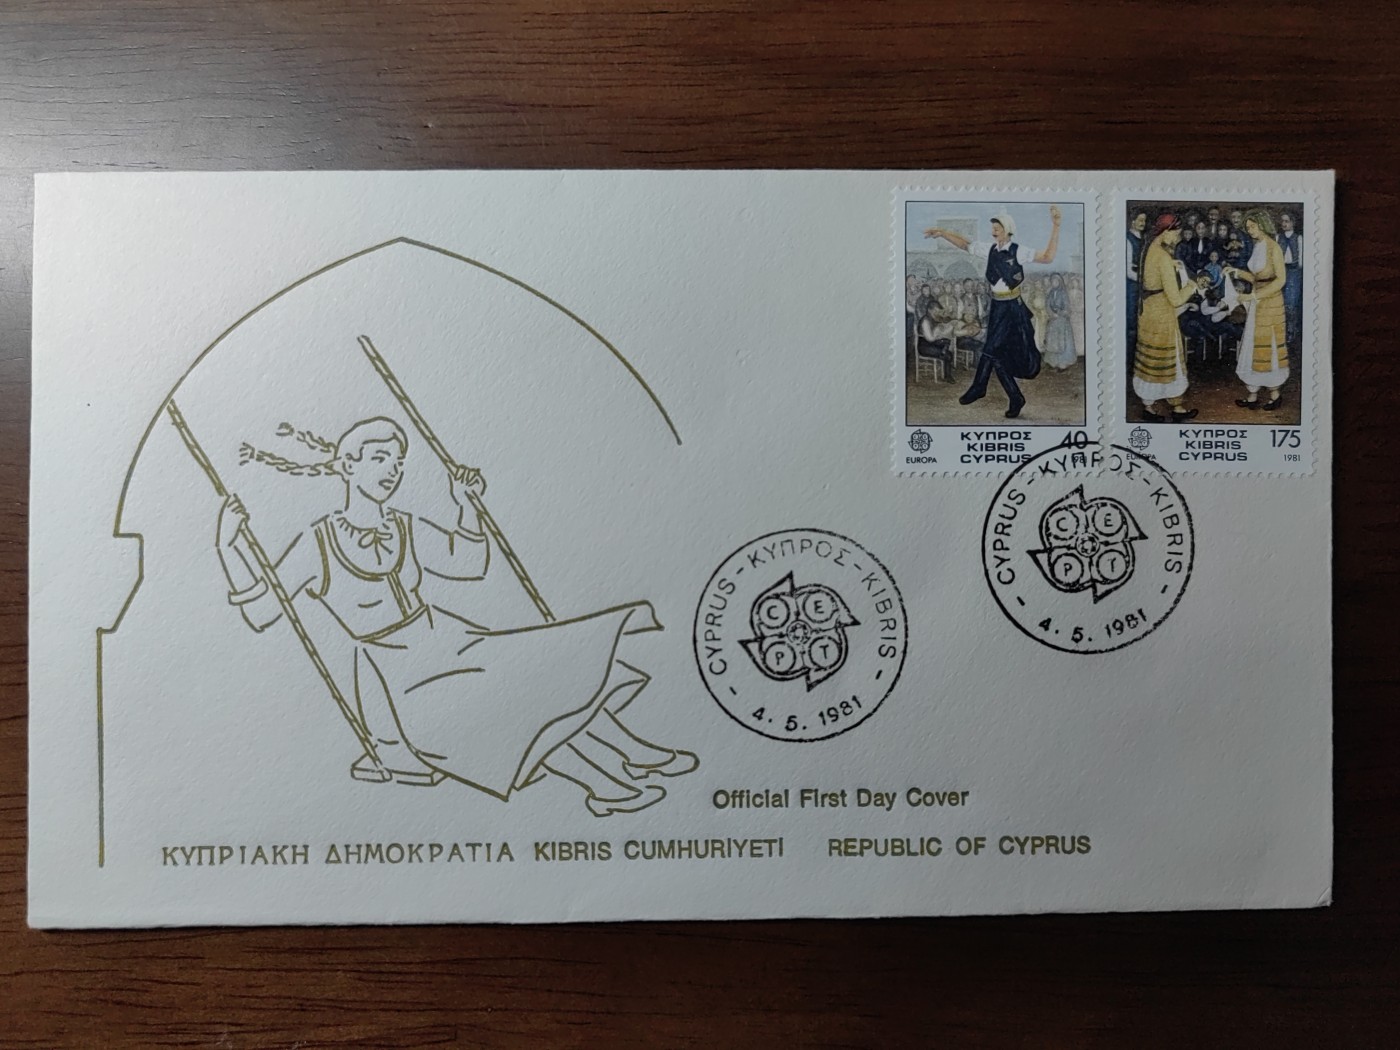 ΚΥΠΡΟΣ 40
KIBRIS
CYPRUS 1981
EUROPA
ΚΥΠΡΟΣ 175
KIBRIS
CYPRUS 1981
EUROPA
CYPRUS - ΚΥΠΡΟΣ - KIBRIS
C E
P T
- 4. 5. 1981 -
CYPRUS - ΚΥΠΡΟΣ - KIBRIS
C E
P T
- 4. 5. 1981 -
Official First Day Cover
ΚΥΠΡΙΑΚΗ ΔΗΜΟΚΡΑΤΙΑ KIBRIS CUMHURİYETİ REPUBLIC OF CYPRUS